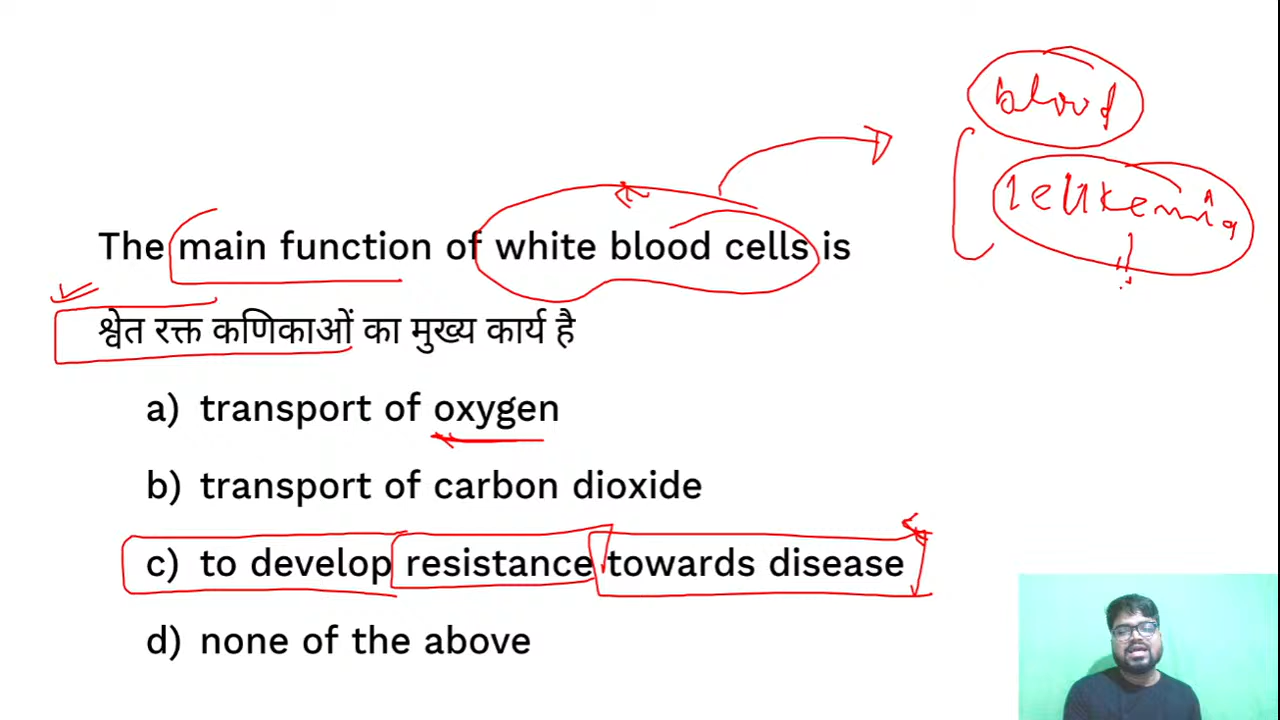 blood
leukemia
The main function of white blood cells is
श्वेत रक्त कणिकाओं का मुख्य कार्य है
a) transport of oxygen
b) transport of carbon dioxide
c) to develop resistance towards disease
d) none of the above